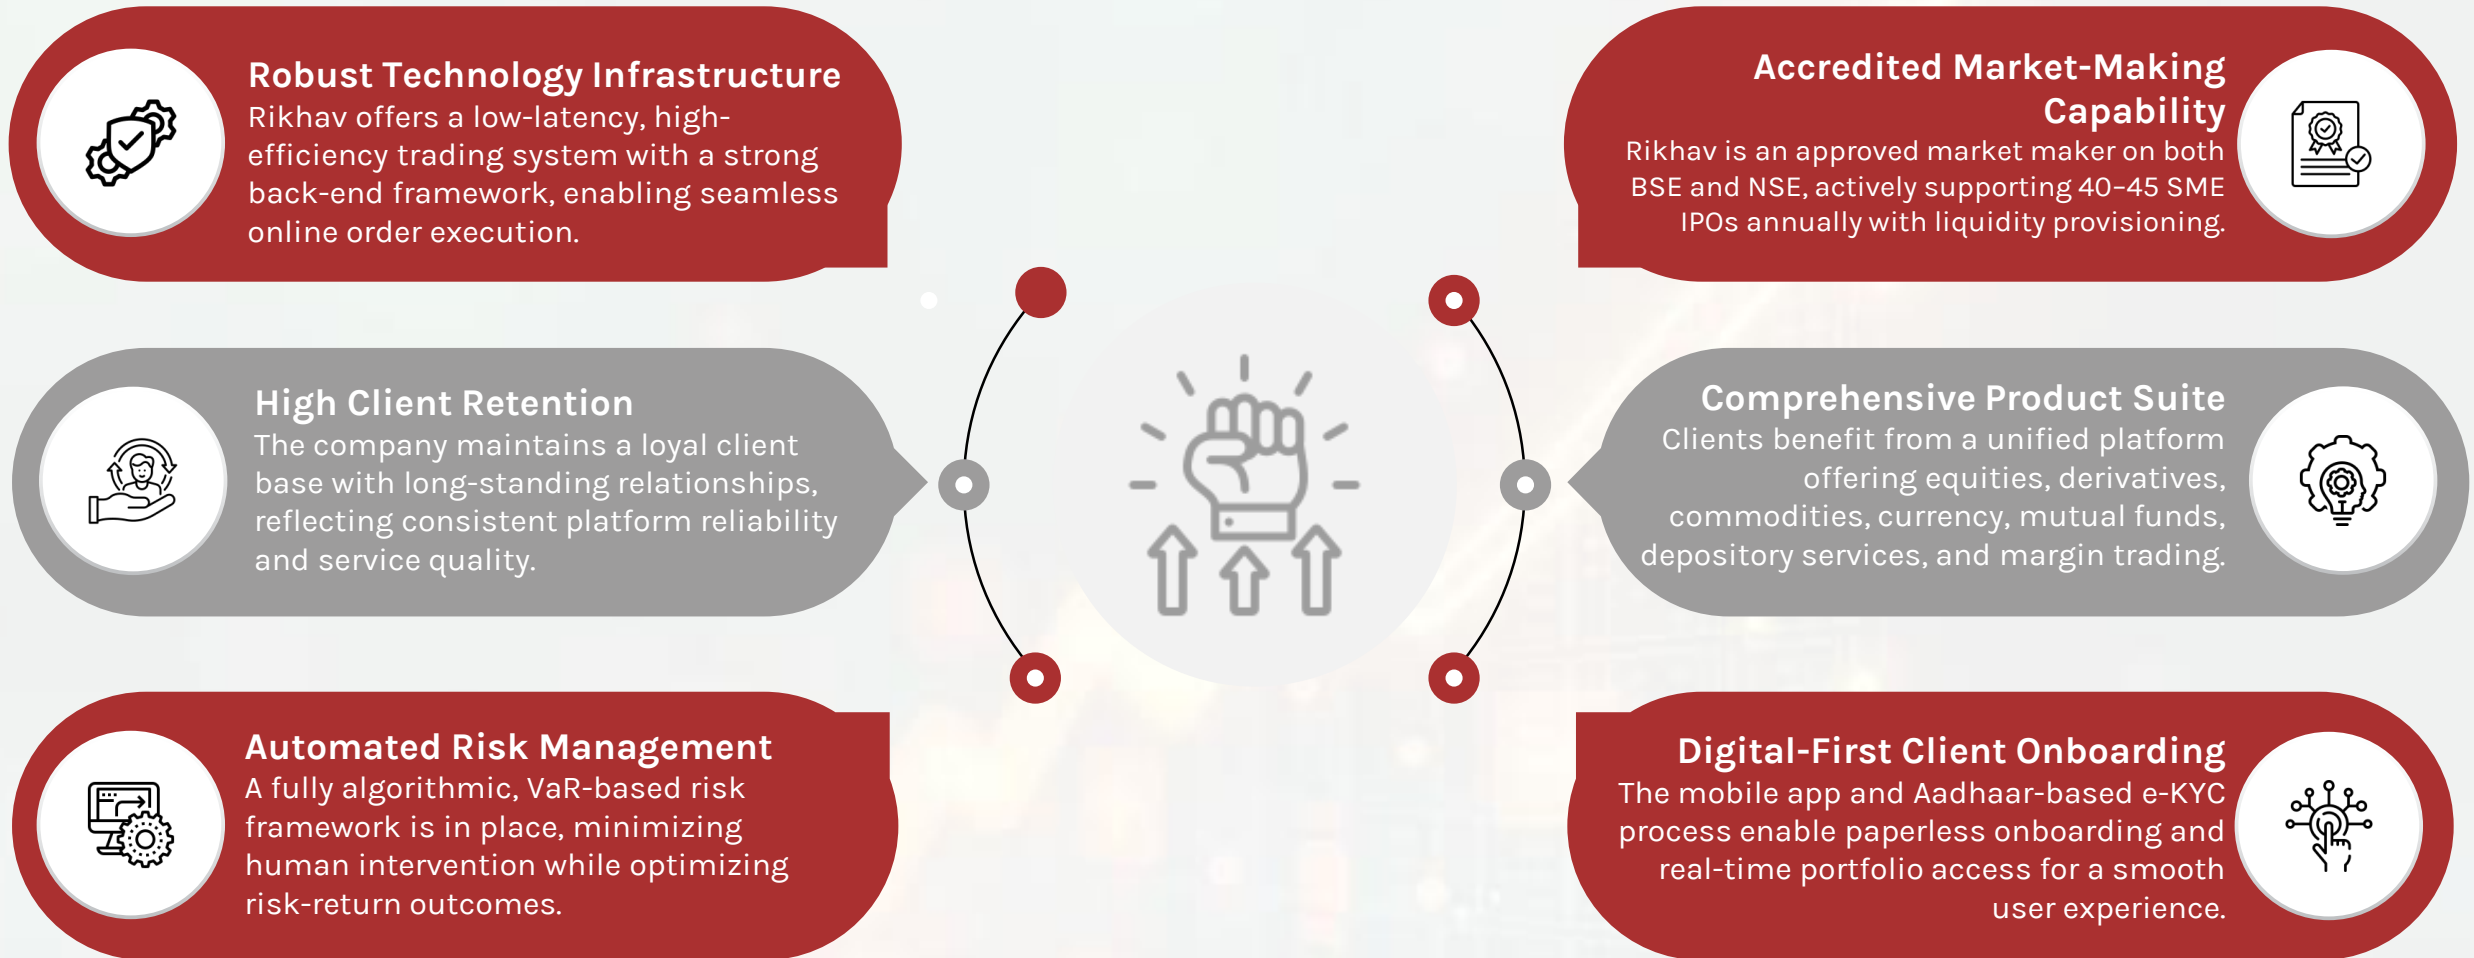 Robust Technology Infrastructure
Rikhav offers a low-latency, high-
efficiency trading system with a strong
back-end framework, enabling seamless
online order execution.
High Client Retention
The company maintains a loyal client
base with long-standing relationships,
reflecting consistent platform reliability
and service quality.
Automated Risk Management
A fully algorithmic, VaR-based risk
framework is in place, minimizing
human intervention while optimizing
risk-return outcomes.
Accredited Market-Making
Capability
Rikhav is an approved market maker on both
BSE and NSE, actively supporting 40–45 SME
IPOs annually with liquidity provisioning.
Comprehensive Product Suite
Clients benefit from a unified platform
offering equities, derivatives,
commodities, currency, mutual funds,
depository services, and margin trading.
Digital-First Client Onboarding
The mobile app and Aadhaar-based e-KYC
process enable paperless onboarding and
real-time portfolio access for a smooth
user experience.